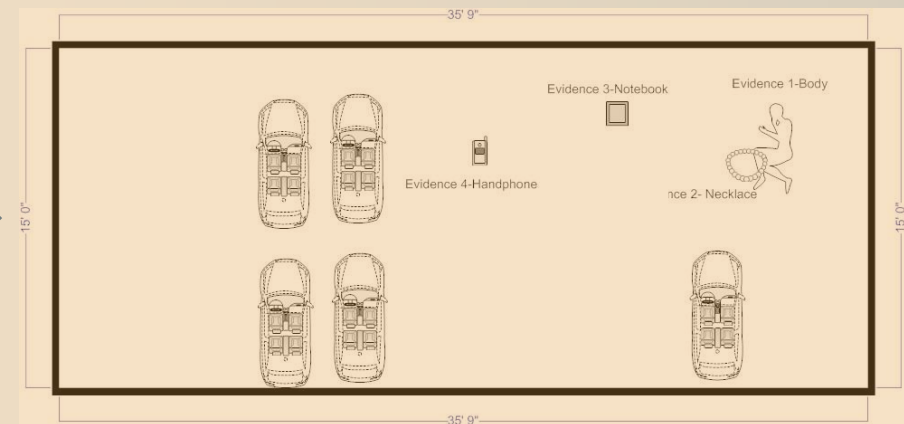 35' 9"
Evidence 1-Body
Evidence 3-Notebook
Evidence 4-Handphone
nce 2- Necklace
15' 0"
15' 0"
35' 9"